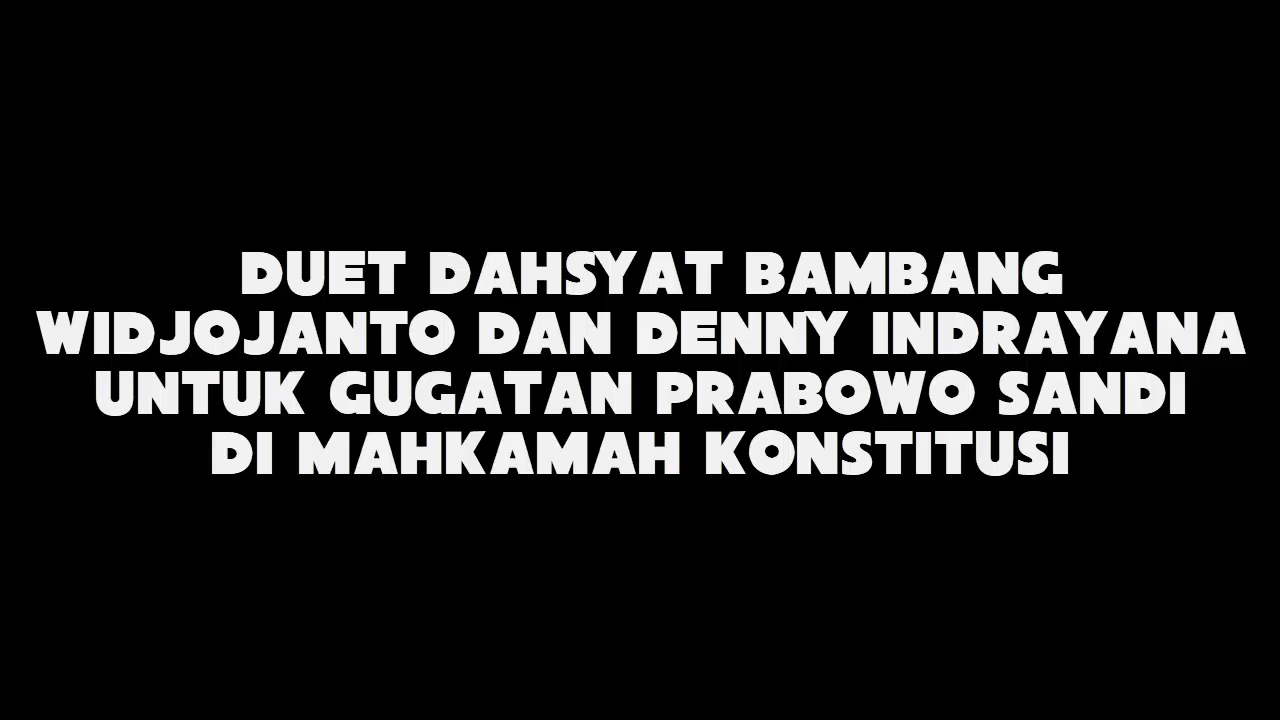 DUET DAHSYAT BAMBANG
WIDJOJANTO DAN DENNY INDRAYANA
UNTUK GUGATAN PRABOWO SANDI
DI MAHKAMAH KONSTITUSI